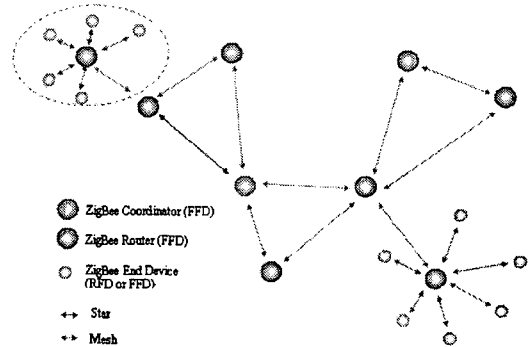 ZigBee Coordinator (FFD)
ZigBee Router (FFD)
ZigBee End Device
(RFD or FFD)
Star
Mesh